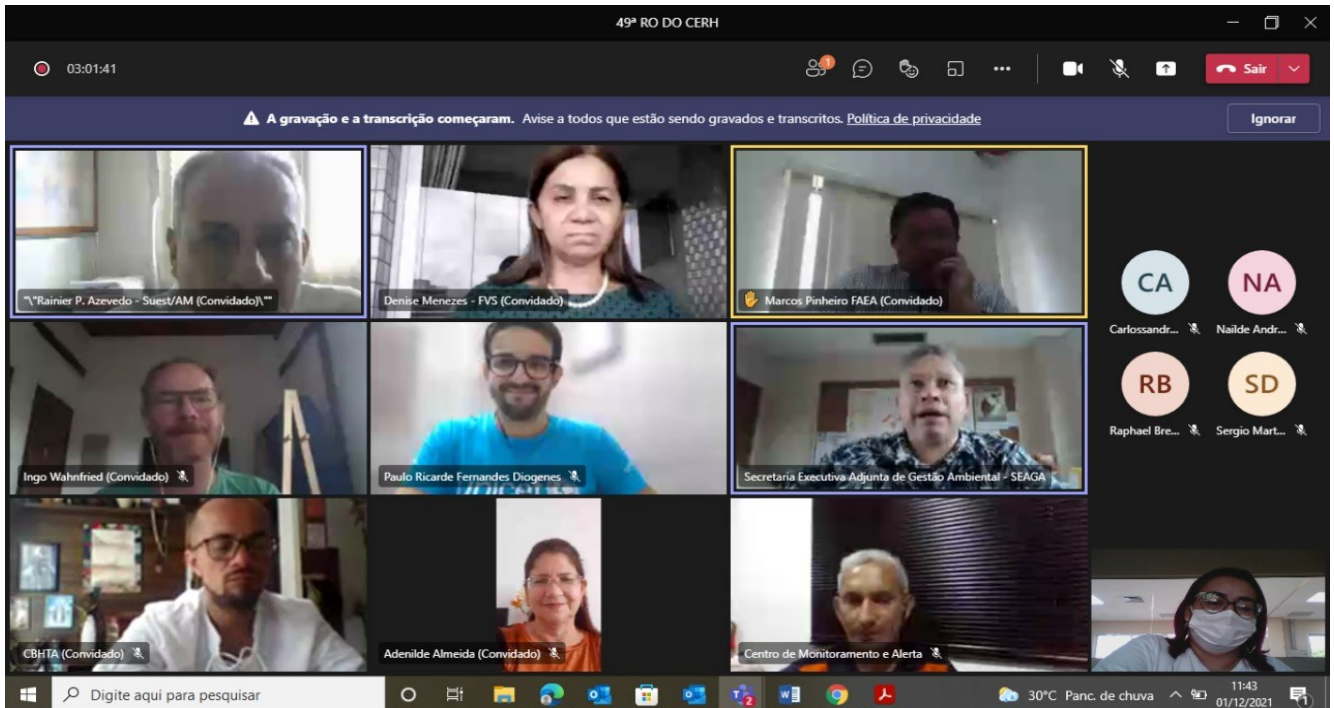 49ª RO DO CERH
03:01:41
1
Sair
A gravação e a transcrição começaram. Avise a todos que estão sendo gravados e transcritos. Política de privacidade
Ignorar
"\"Rainier P. Azevedo - Suest/AM (Convidado)\""
Denise Menezes - FVS (Convidado)
Marcos Pinheiro FAEA (Convidado)
CA
NA
Carlossandr...
Nailde Andr...
Ingo Wahnfried (Convidado)
Paulo Ricarde Fernandes Diogenes
Secretaria Executiva Adjunta de Gestão Ambiental - SEAGA
RB
SD
Raphael Bre...
Sergio Mart...
CBHTA (Convidado)
Adenilde Almeida (Convidado)
Centro de Monitoramento e Alerta
Digite aqui para pesquisar
30°C Panc. de chuva
11:43
01/12/2021